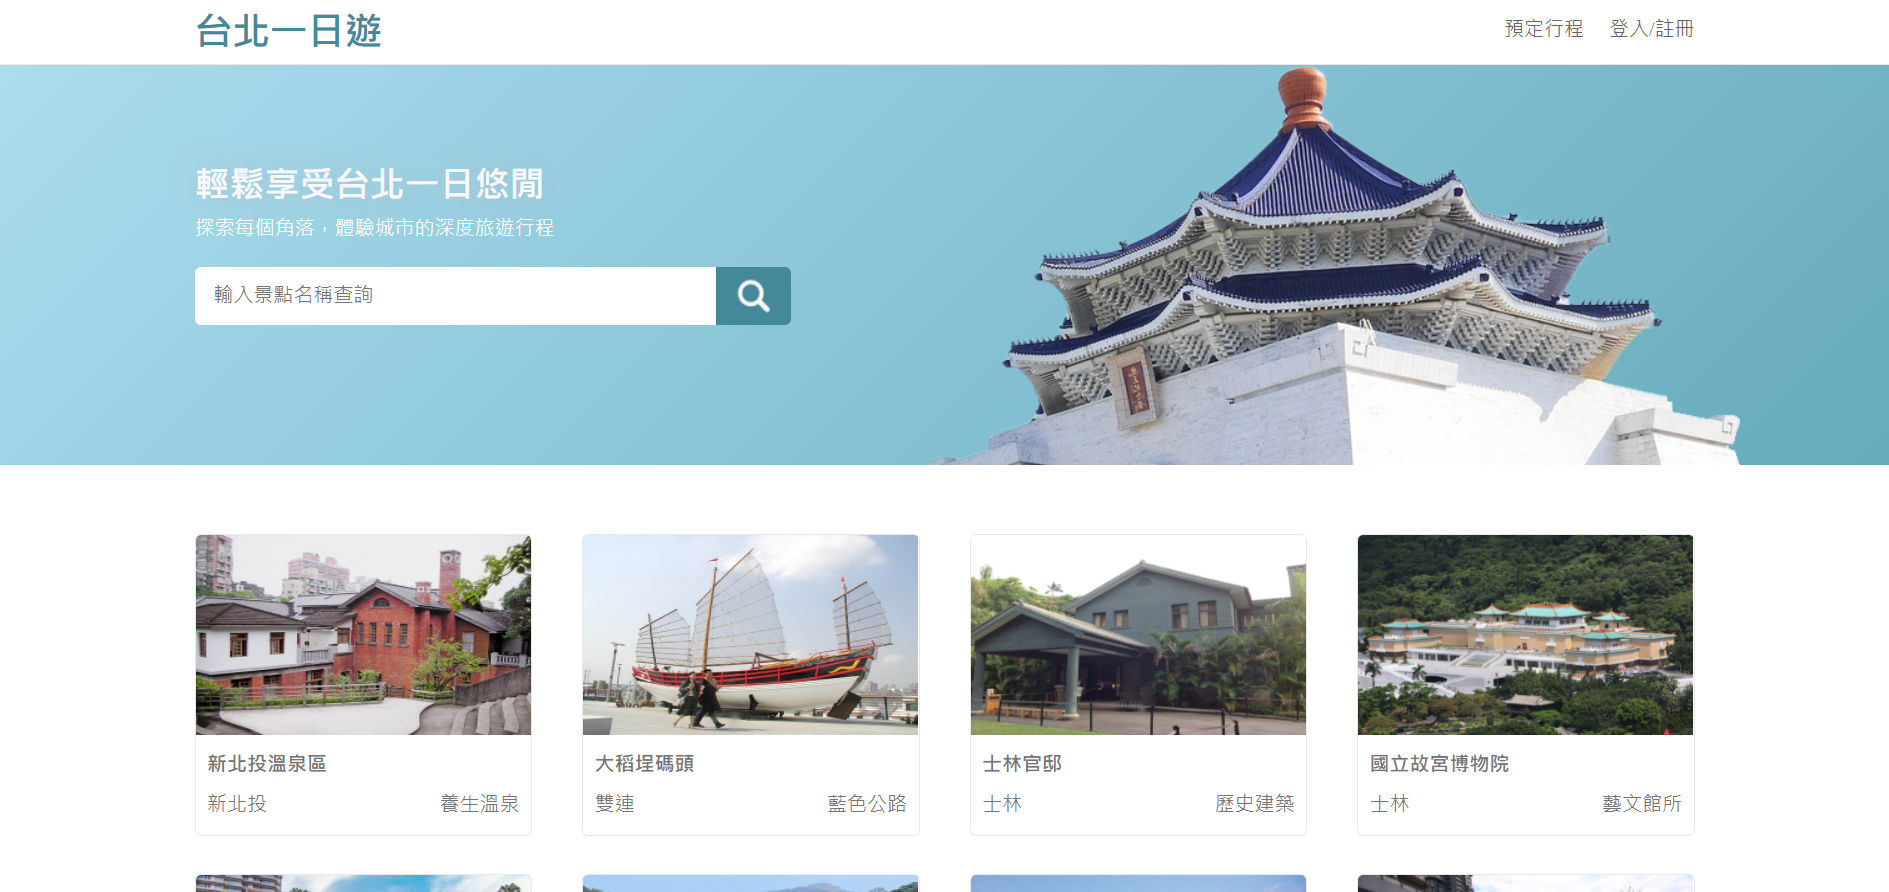 台北一日遊
預定行程 登入/註冊
輕鬆享受台北一日悠閒
探索每個角落，體驗城市的深度旅遊行程
輸入景點名稱查詢
新北投溫泉區
新北投 養生溫泉
大稻埕碼頭
雙連 藍色公路
士林官邸
士林 歷史建築
國立故宮博物院
士林 藝文館所